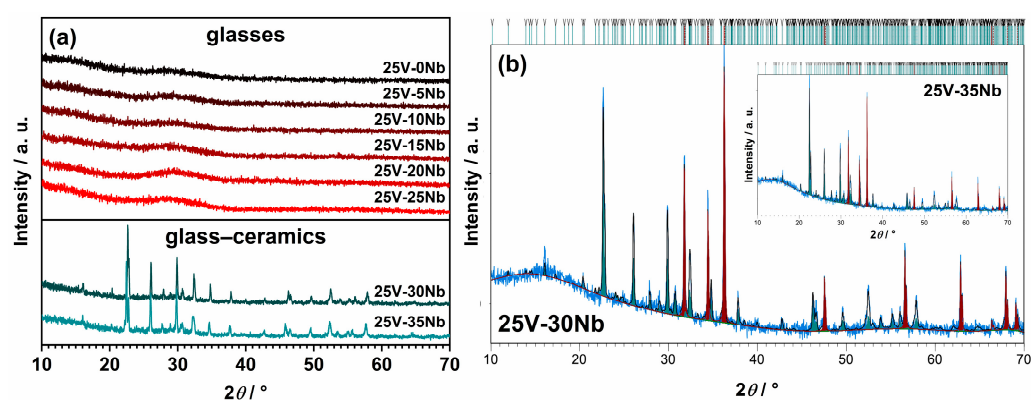 (a)
glasses
25V-0Nb
25V-5Nb
25V-10Nb
25V-15Nb
25V-20Nb
25V-25Nb
glass–ceramics
25V-30Nb
25V-35Nb
Intensity / a. u.
Intensity / a. u.
10 20 30 40 50 60 70
2θ / °
(b)
25V-30Nb
Intensity / a. u.
10 20 30 40 50 60 70
2θ / °
25V-35Nb
Intensity / a. u.
10 20 30 40 50 60 70
2θ / °